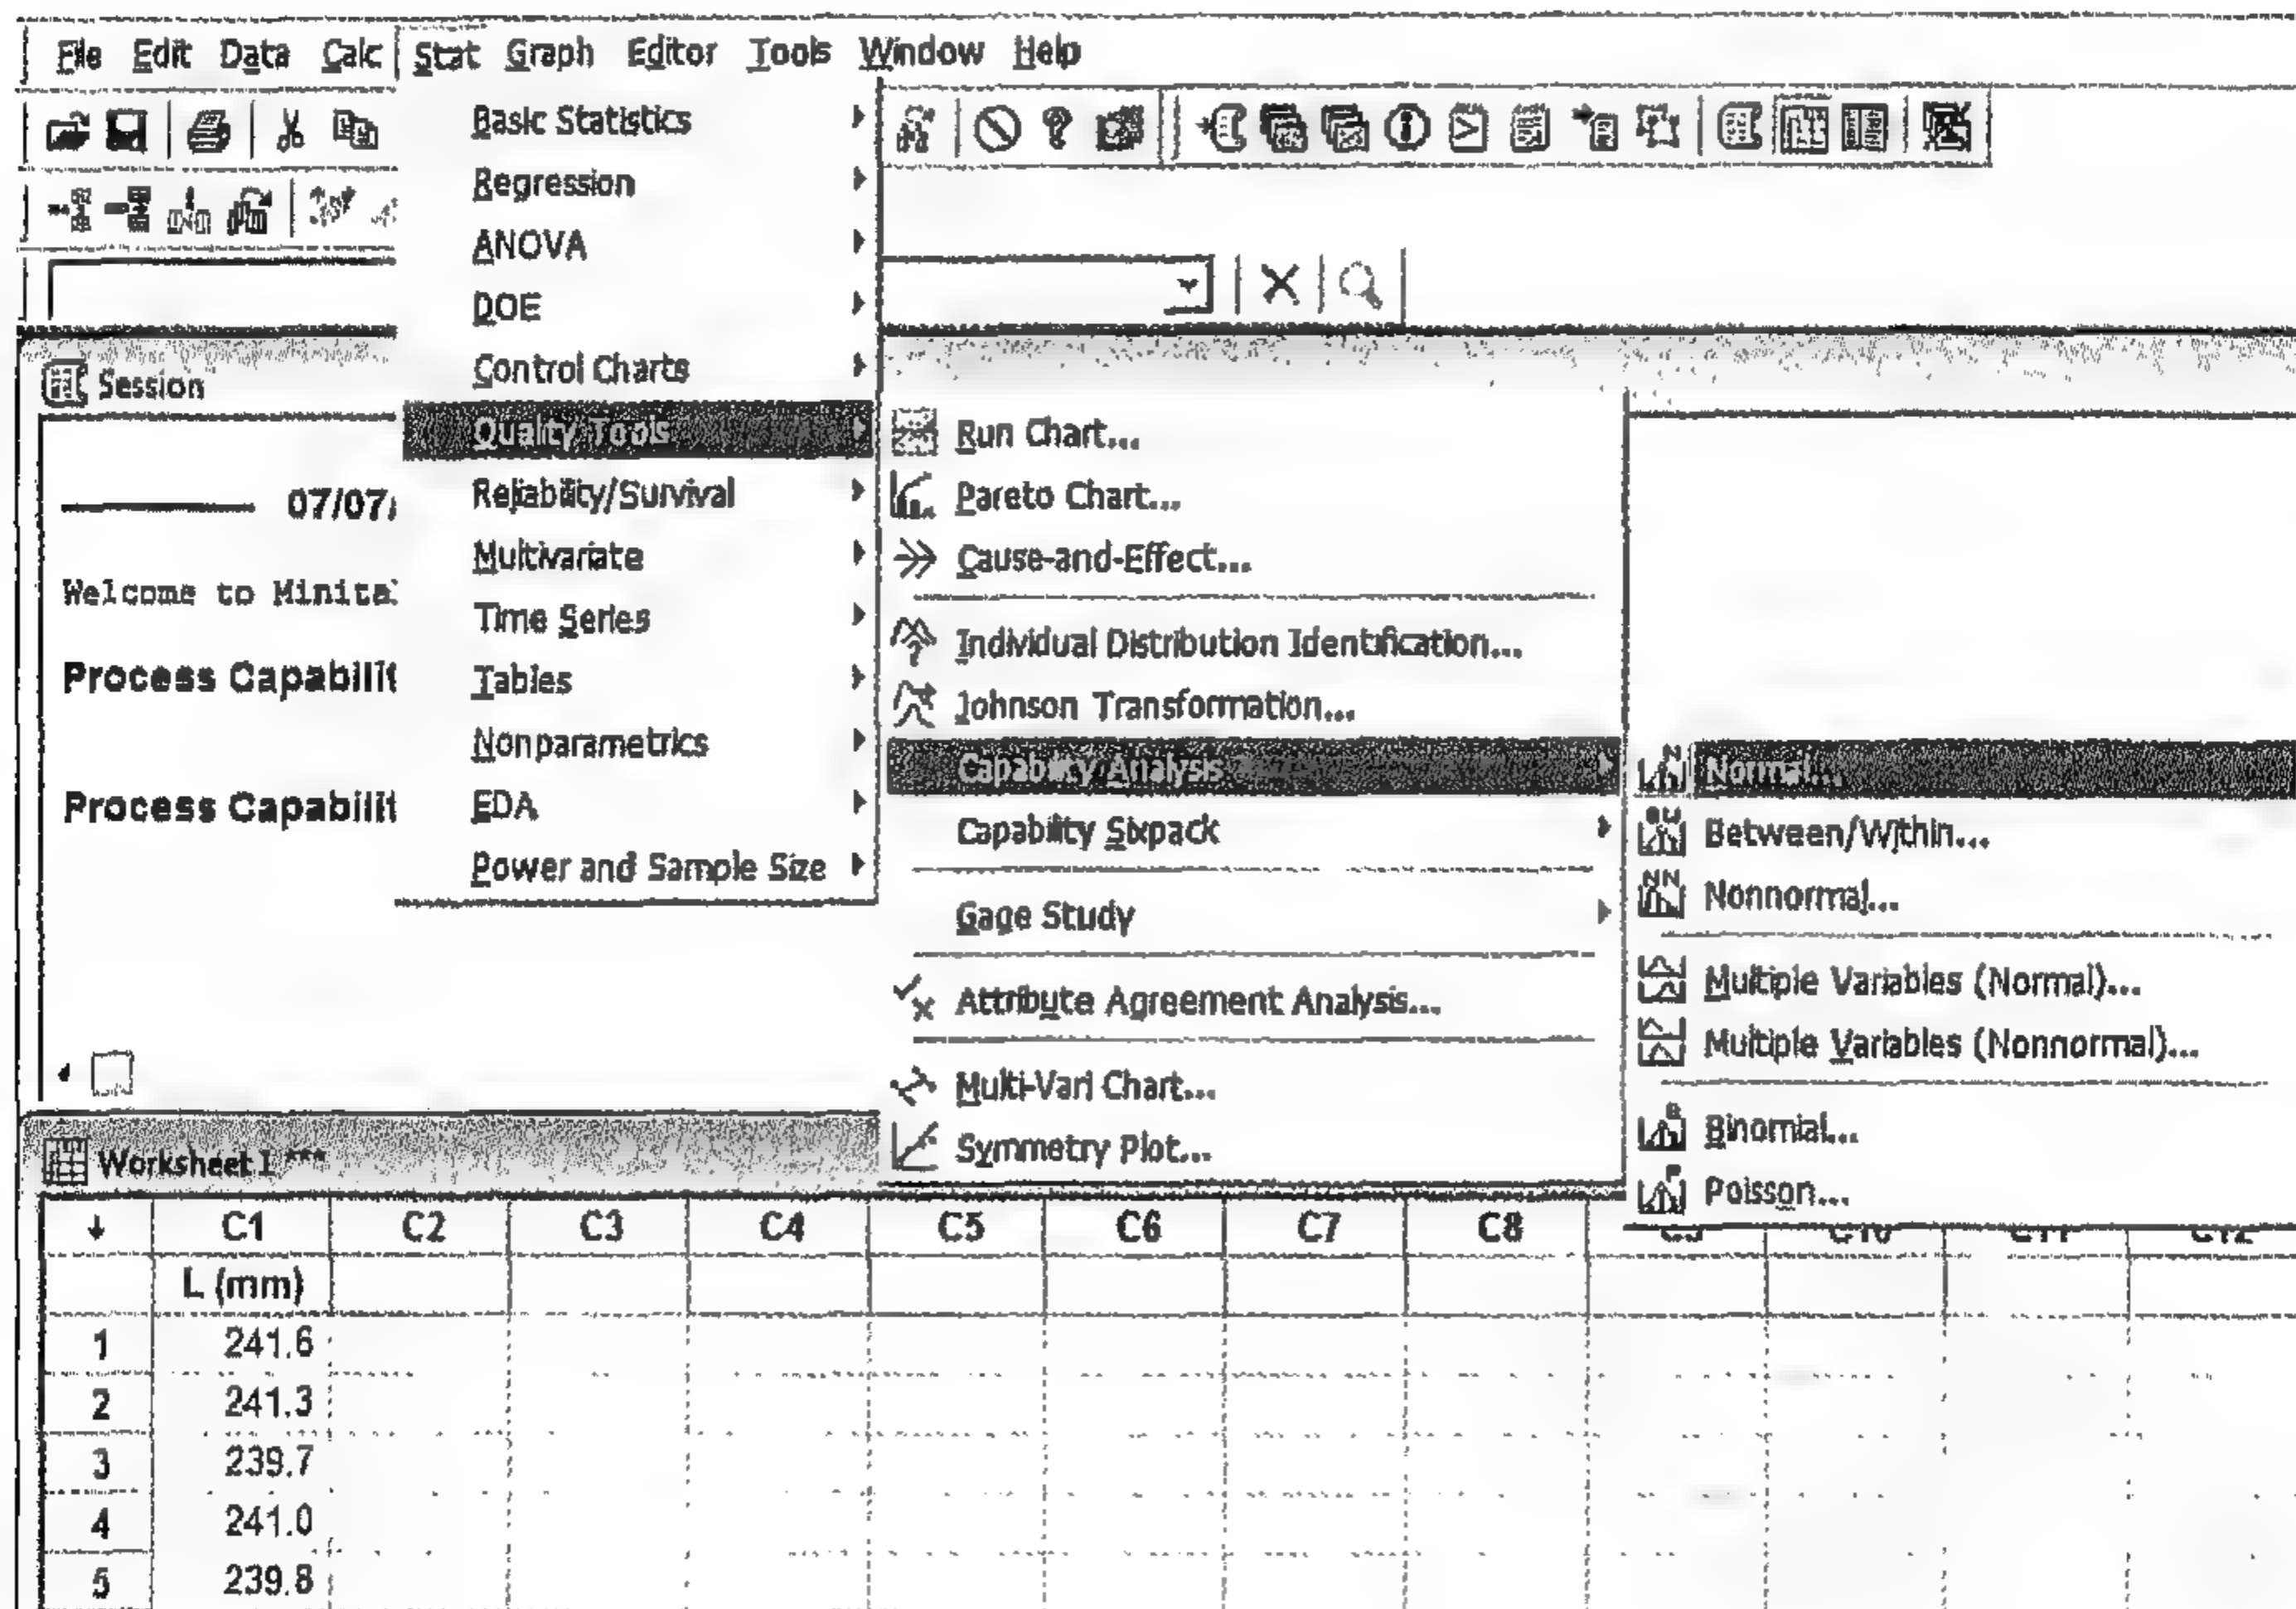 File Edit Data Calc Stat Graph Editor Tools Window Help
Basic Statistics
Regression
ANOVA
DOE
Control Charts
Quality Tools
Reliability/Survival
Multivariate
Time Series
Tables
Nonparametrics
EDA
Power and Sample Size
Run Chart...
Pareto Chart...
Cause-and-Effect...
Individual Distribution Identification...
Johnson Transformation...
Capability Analysis
Capability Sixpack
Gage Study
Attribute Agreement Analysis...
Multi-Vari Chart...
Symmetry Plot...
Normal...
Between/Within...
Nonnormal...
Multiple Variables (Normal)...
Multiple Variables (Nonnormal)...
Binomial...
Poisson...
Session
07/07/
Welcome to Minita
Process Capabilit
Process Capabilit
Worksheet 1 ***
C1 C2 C3 C4 C5 C6 C7 C8
L (mm)
1 241.6
2 241.3
3 239.7
4 241.0
5 239.8